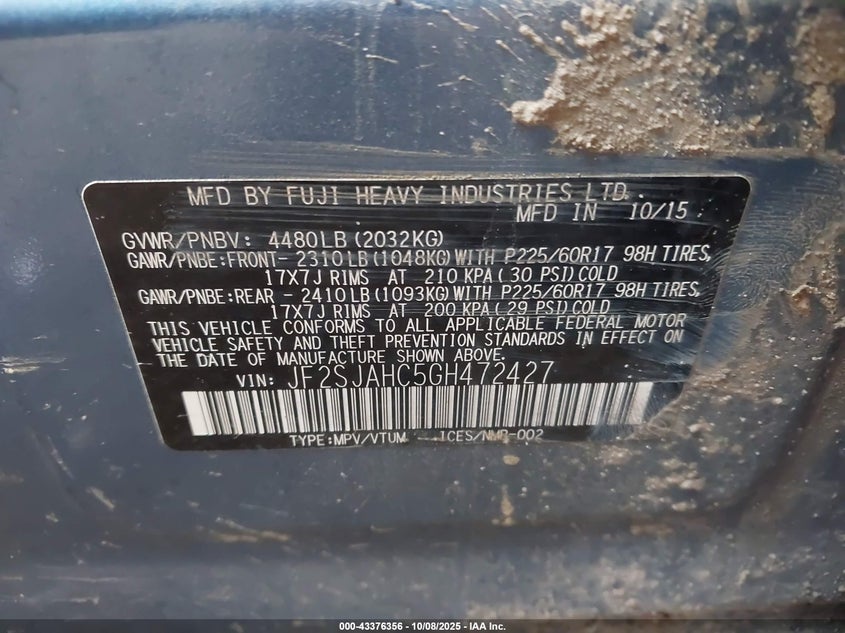 MFD BY FUJI HEAVY INDUSTRIES LTD.
MFD IN 10/15
GVWR/PNBV: 4480LB(2032KG)
GAWR/PNBE:FRONT- 2310LB(1048KG)WITH P225/60R17 98H TIRES,
17X7J RIMS AT 210 KPA(30 PSI)COLD
GAWR/PNBE:REAR - 2410LB(1093KG)WITH P225/60R17 98H TIRES,
17X7J RIMS AT 200 KPA(29 PSI)COLD
THIS VEHICLE CONFORMS TO ALL APPLICABLE FEDERAL MOTOR
VEHICLE SAFETY AND THEFT PREVENTION STANDARDS IN EFFECT ON
THE DATE OF MANUFACTURE SHOWN ABOVE.
VIN: JF2SJAHC5GH472427
TYPE:MPV/VTUM ICES/NMB-002
000-43376356 - 10/08/2025 - IAA Inc.